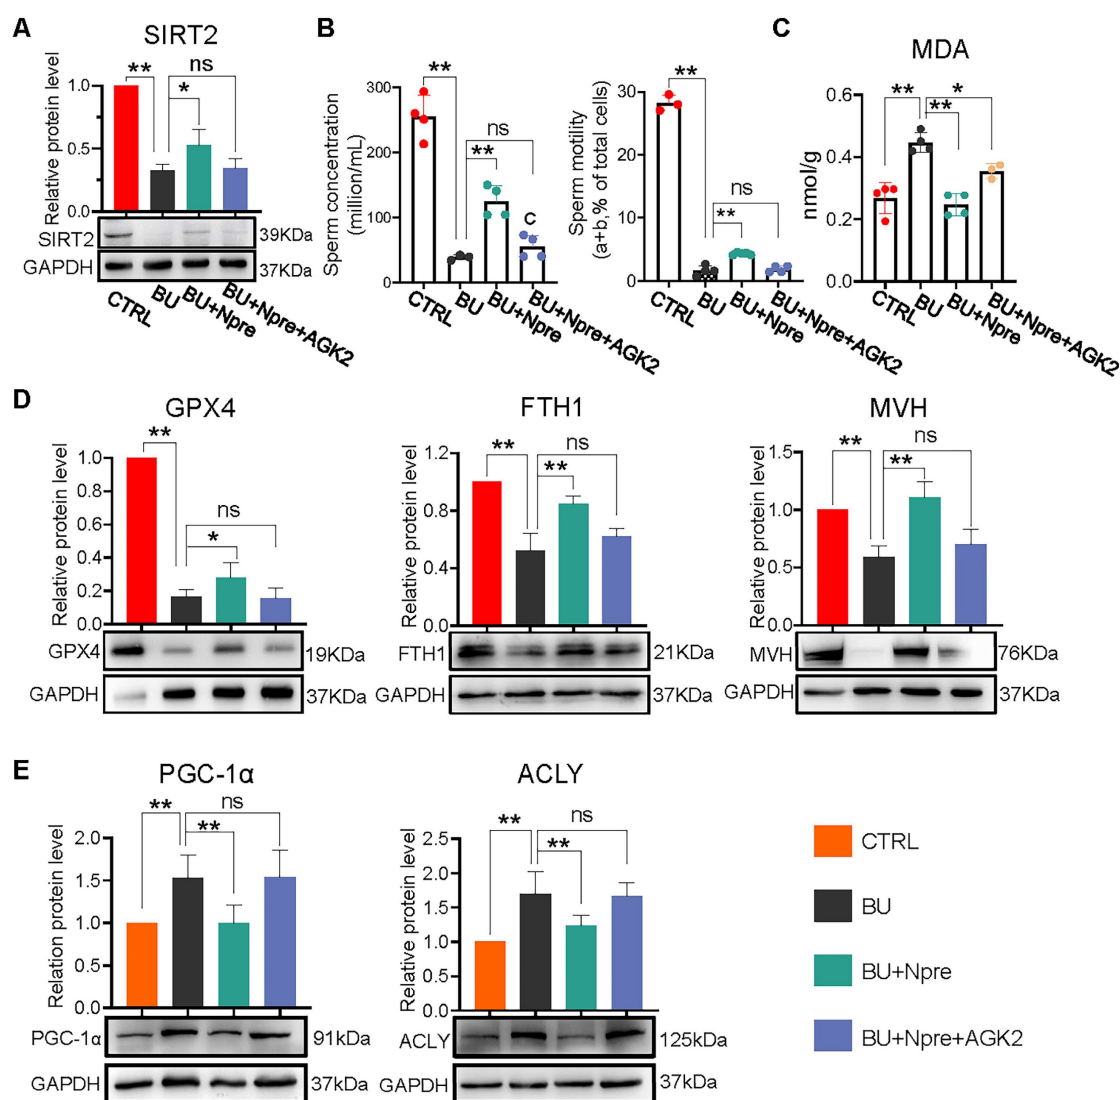 A
SIRT2
Relative protein level
1.0
0.5
0.0
**
*
ns
SIRT2
39KDa
GAPDH
37KDa
CTRL
BU
BU+Npre
BU+Npre+AGK2
B
Sperm concentration
(million/mL)
300
200
100
0
**
**
ns
C
CTRL
BU
BU+Npre
BU+Npre+AGK2
Sperm motility
(a+b,% of total cells)
30
20
10
0
**
**
ns
CTRL
BU
BU+Npre
BU+Npre+AGK2
C
MDA
nmol/g
0.6
0.4
0.2
0.0
**
**
*
CTRL
BU
BU+Npre
BU+Npre+AGK2
D
GPX4
Relative protein level
1.0
0.8
0.6
0.4
0.2
0.0
**
*
ns
GPX4
19KDa
GAPDH
37KDa
FTH1
Relative protein level
1.2
0.8
0.4
0.0
**
**
ns
FTH1
21KDa
GAPDH
37KDa
MVH
Relative protein level
1.5
1.0
0.5
0.0
**
**
ns
MVH
76KDa
GAPDH
37KDa
E
PGC-1α
Relation protein level
2.0
1.5
1.0
0.5
0.0
**
**
ns
PGC-1α
91kDa
GAPDH
37kDa
ACLY
Relative protein level
2.5
2.0
1.5
1.0
0.5
0.0
**
**
ns
ACLY
125kDa
GAPDH
37kDa
CTRL
BU
BU+Npre
BU+Npre+AGK2